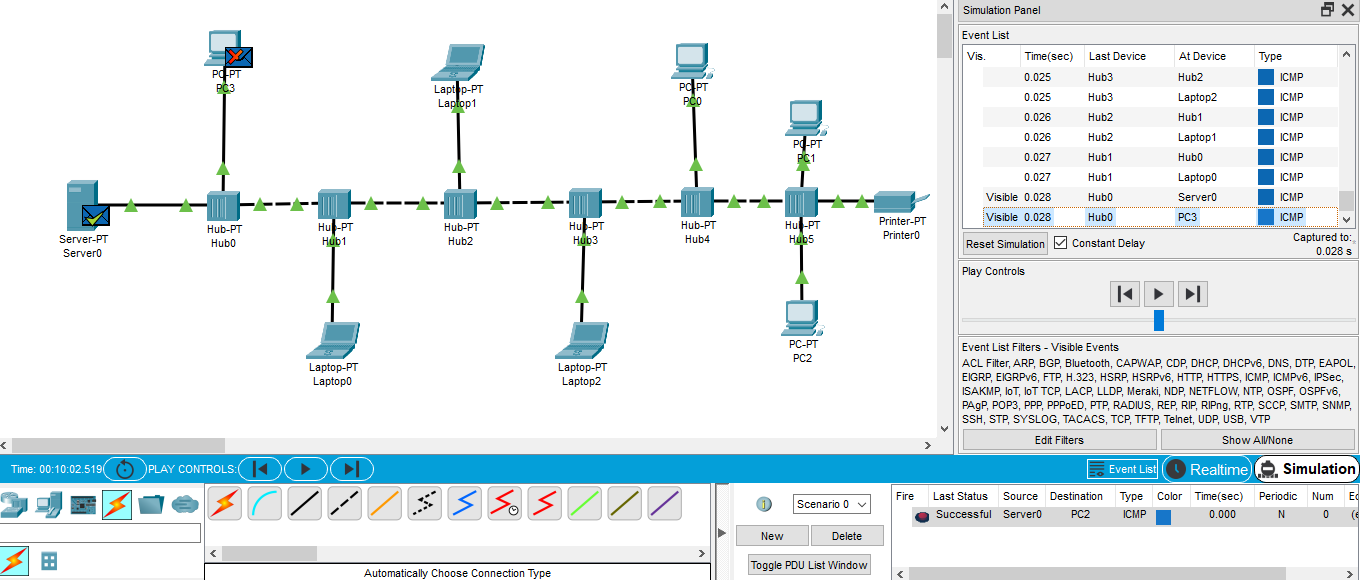 PC-PT
PC3
Laptop-PT
Laptop1
PC-PT
PC0
PC-PT
PC1
Server-PT
Server0
Hub-PT
Hub0
Hub-PT
Hub1
Hub-PT
Hub2
Hub-PT
Hub3
Hub-PT
Hub4
Hub-PT
Hub5
Printer-PT
Printer0
Laptop-PT
Laptop0
Laptop-PT
Laptop2
PC-PT
PC2
Simulation Panel
Event List
Vis. Time(sec) Last Device At Device Type
0.025 Hub3 Hub2 ICMP
0.025 Hub3 Laptop2 ICMP
0.026 Hub2 Hub1 ICMP
0.026 Hub2 Laptop1 ICMP
0.027 Hub1 Hub0 ICMP
0.027 Hub1 Laptop0 ICMP
Visible 0.028 Hub0 Server0 ICMP
Visible 0.028 Hub0 PC3 ICMP
Reset Simulation Constant Delay Captured to:
0.028 s
Play Controls
Event List Filters - Visible Events
ACL Filter, ARP, BGP, Bluetooth, CAPWAP, CDP, DHCP, DHCPv6, DNS, DTP, EAPOL,
EIGRP, EIGRPv6, FTP, H.323, HSRP, HSRPv6, HTTP, HTTPS, ICMP, ICMPv6, IPSec,
ISAKMP, IoT, IoT TCP, LACP, LLDP, Meraki, NDP, NETFLOW, NTP, OSPF, OSPFv6,
PAgP, POP3, PPP, PPPoED, PTP, RADIUS, REP, RIP, RIPng, RTP, SCCP, SMTP, SNMP,
SSH, STP, SYSLOG, TACACS, TCP, TFTP, Telnet, UDP, USB, VTP
Edit Filters Show All/None
Time: 00:10:02.519 PLAY CONTROLS: Event List Realtime Simulation
Scenario 0
New Delete
Toggle PDU List Window
Fire Last Status Source Destination Type Color Time(sec) Periodic Num
Successful Server0 PC2 ICMP 0.000 N 0
Automatically Choose Connection Type